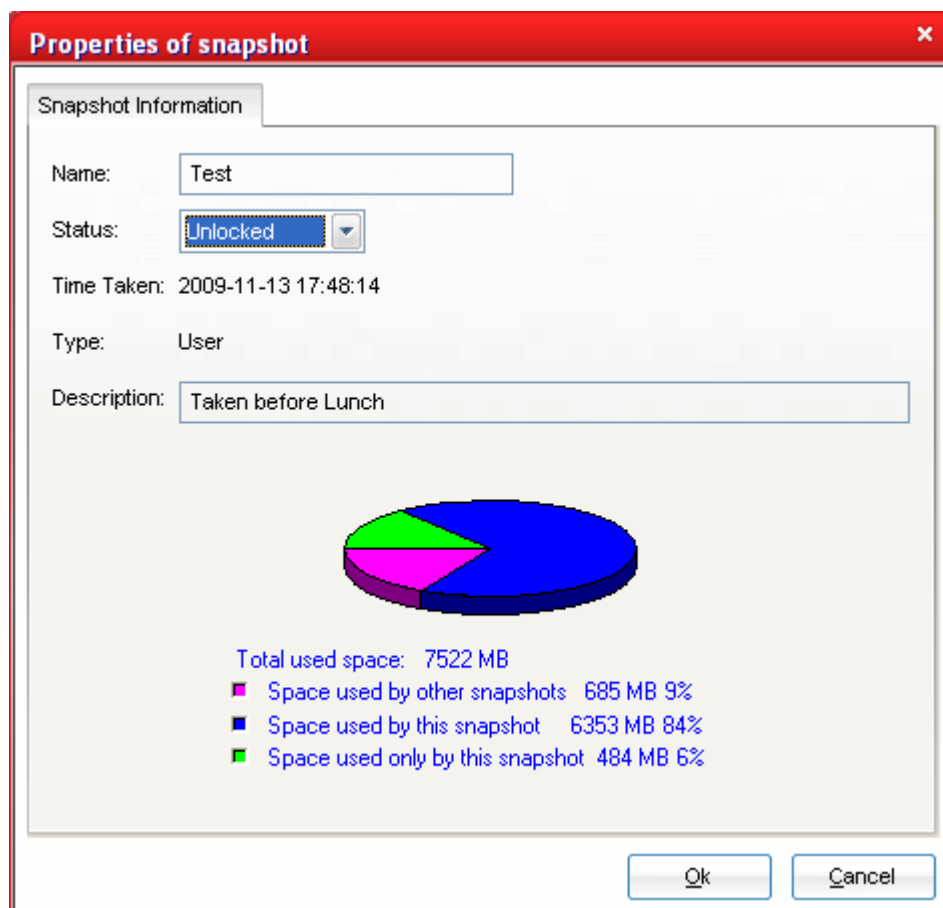 Properties of snapshot
Snapshot Information
Name: Test
Status: Unlocked
Time Taken: 2009-11-13 17:48:14
Type: User
Description: Taken before Lunch
Total used space: 7522 MB
Space used by other snapshots 685 MB 9%
Space used by this snapshot 6353 MB 84%
Space used only by this snapshot 484 MB 6%
Ok Cancel